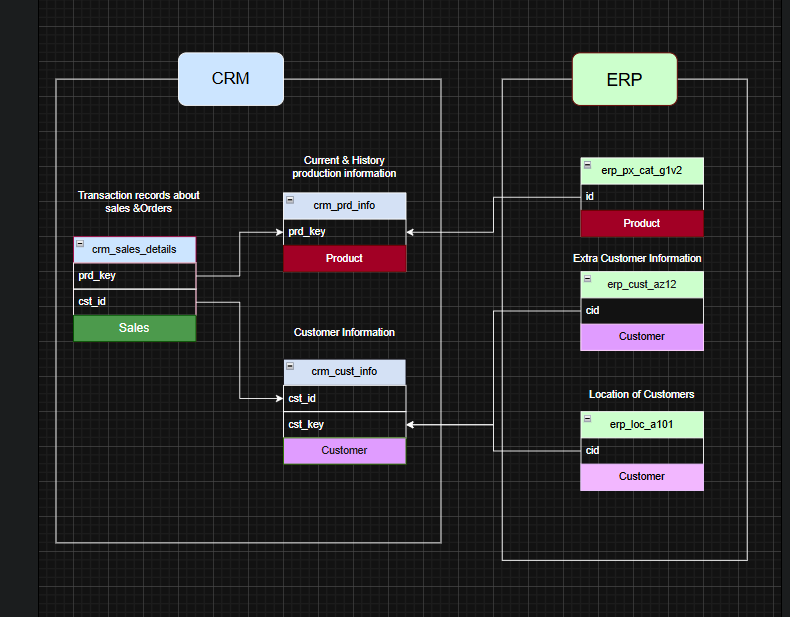 CRM
ERP
Transaction records about
sales &Orders
crm_sales_details
prd_key
cst_id
Sales
Current & History
production information
crm_prd_info
prd_key
Product
Customer Information
crm_cust_info
cst_id
cst_key
Customer
erp_px_cat_g1v2
id
Product
Extra Customer Information
erp_cust_az12
cid
Customer
Location of Customers
erp_loc_a101
cid
Customer